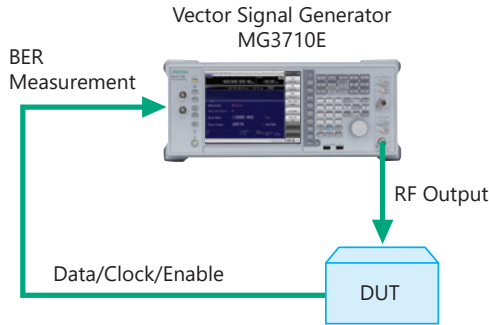 Vector Signal Generator
MG3710E
BER
Measurement
RF Output
Data/Clock/Enable
DUT